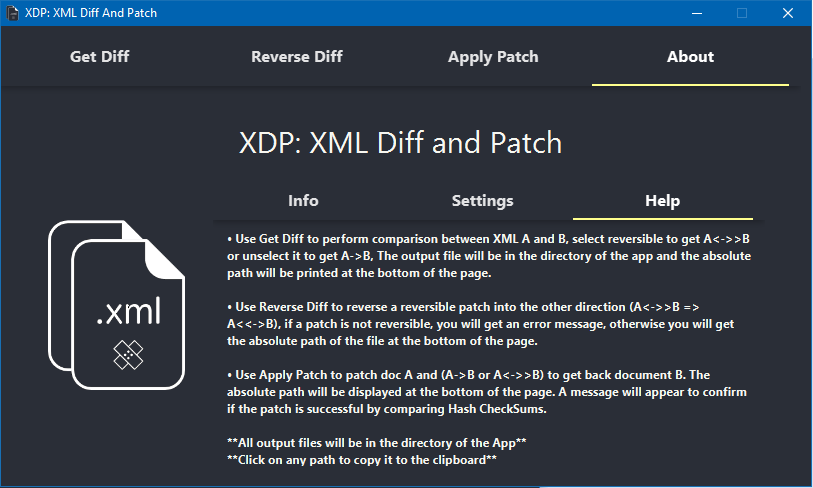 XDP: XML Diff And Patch
Get Diff
Reverse Diff
Apply Patch
About
XDP: XML Diff and Patch
Info
Settings
Help
.xml
• Use Get Diff to perform comparison between XML A and B, select reversible to get A<->>B
or unselect it to get A->B, The output file will be in the directory of the app and the absolute
path will be printed at the bottom of the page.
• Use Reverse Diff to reverse a reversible patch into the other direction (A<->>B =>
A<<->B), if a patch is not reversible, you will get an error message, otherwise you will get
the absolute path of the file at the bottom of the page.
• Use Apply Patch to patch doc A and (A->B or A<->>B) to get back document B. The
absolute path will be displayed at the bottom of the page. A message will appear to confirm
if the patch is successful by comparing Hash CheckSums.
**All output files will be in the directory of the App**
**Click on any path to copy it to the clipboard**